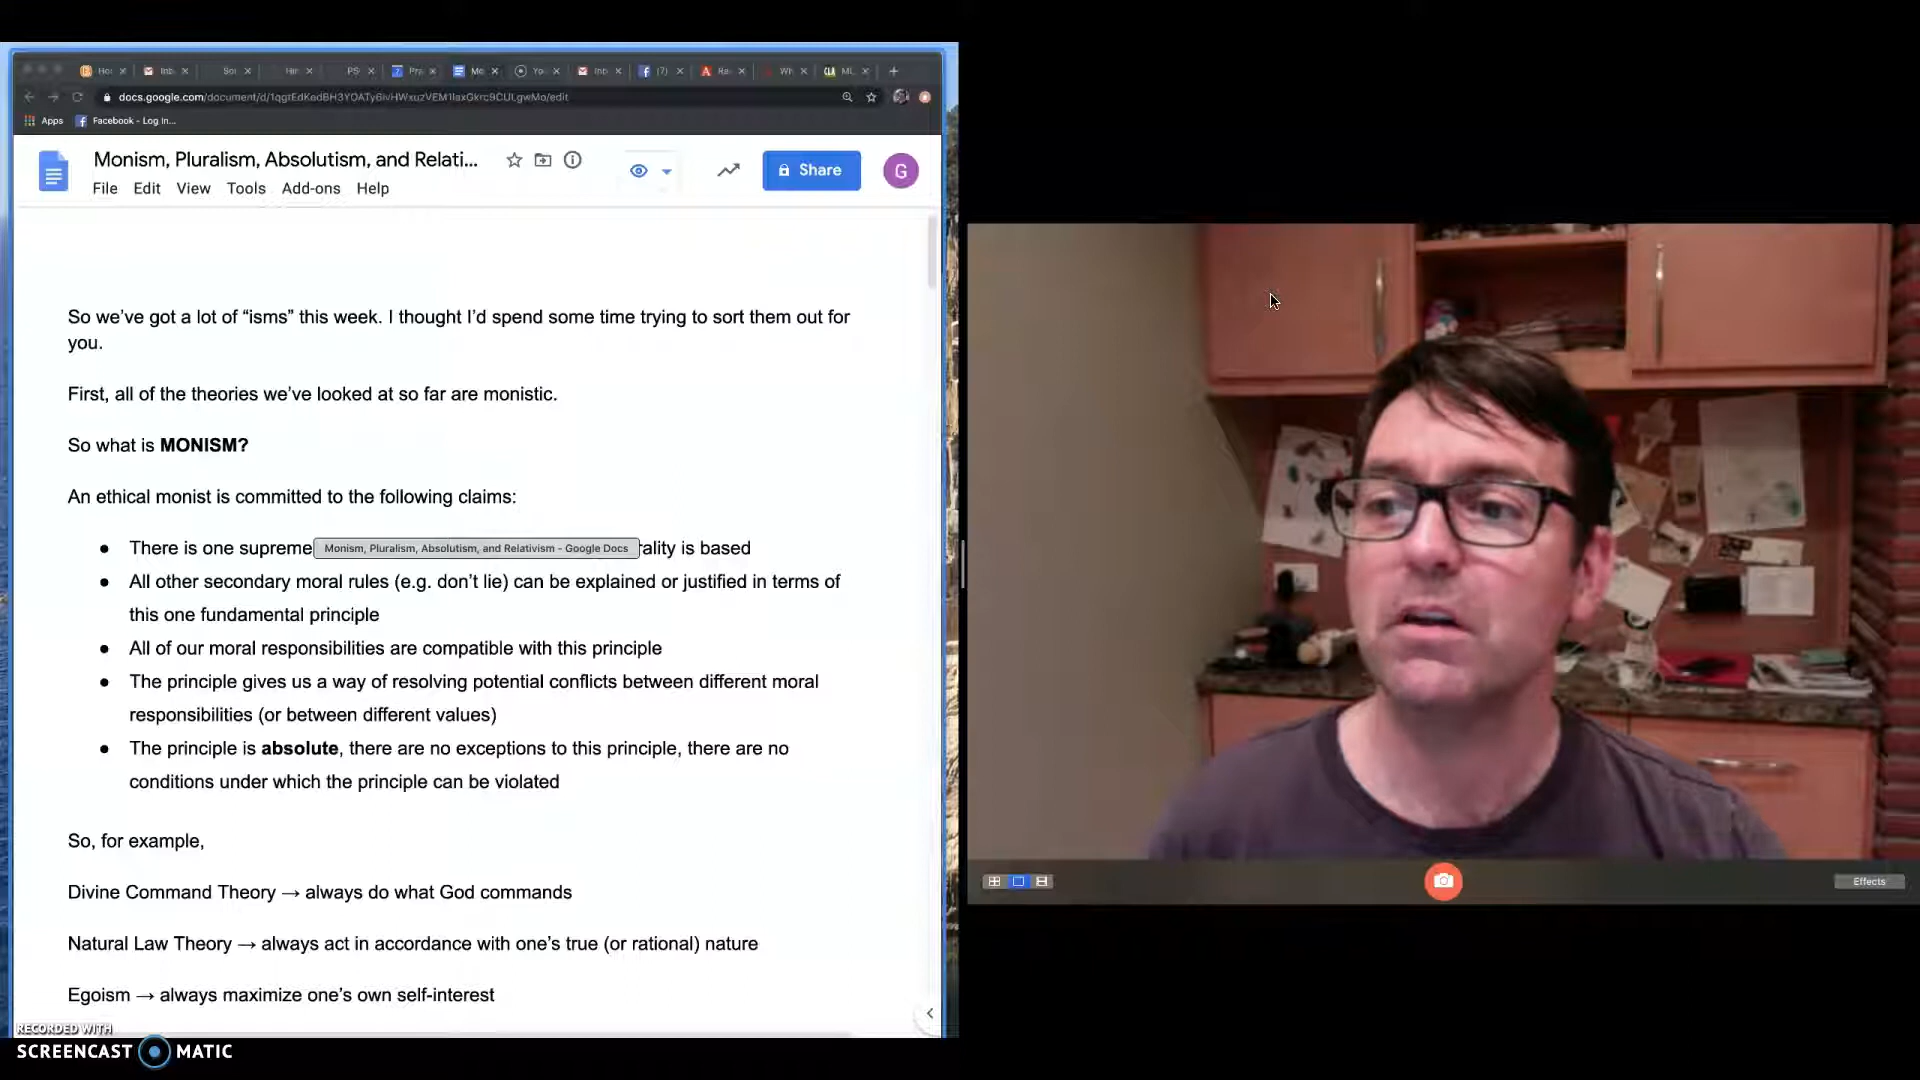 Inb
PS
Inb
(7)
Wh
docs.google.com/document/d/
/edit
Apps Facebook - Log In...
Monism, Pluralism, Absolutism, and Relati...
File Edit View Tools Add-ons Help
Share
G
So we've got a lot of “isms” this week. I thought I'd spend some time trying to sort them out for
you.
First, all of the theories we've looked at so far are monistic.
So what is MONISM?
An ethical monist is committed to the following claims:
● There is one supreme Monism, Pluralism, Absolutism, and Relativism - Google Docs rality is based
● All other secondary moral rules (e.g. don't lie) can be explained or justified in terms of
this one fundamental principle
● All of our moral responsibilities are compatible with this principle
● The principle gives us a way of resolving potential conflicts between different moral
responsibilities (or between different values)
● The principle is absolute, there are no exceptions to this principle, there are no
conditions under which the principle can be violated
So, for example,
Divine Command Theory → always do what God commands
Natural Law Theory → always act in accordance with one's true (or rational) nature
Egoism → always maximize one's own self-interest
Effects
RECORDED WITH
SCREENCAST MATIC